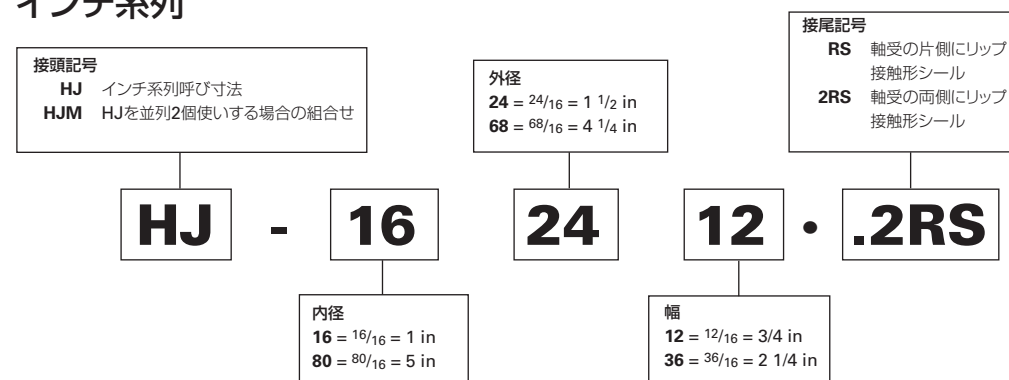 インチ系列
接頭記号
HJ インチ系列呼び寸法
HJM HJを並列2個使いする場合の組合せ
外径
24 = 24/16 = 1 1/2 in
68 = 68/16 = 4 1/4 in
接尾記号
RS 軸受の片側にリップ
接触形シール
2RS 軸受の両側にリップ
接触形シール
HJ - 16 24 12 • .2RS
内径
16 = 16/16 = 1 in
80 = 80/16 = 5 in
幅
12 = 12/16 = 3/4 in
36 = 36/16 = 2 1/4 in